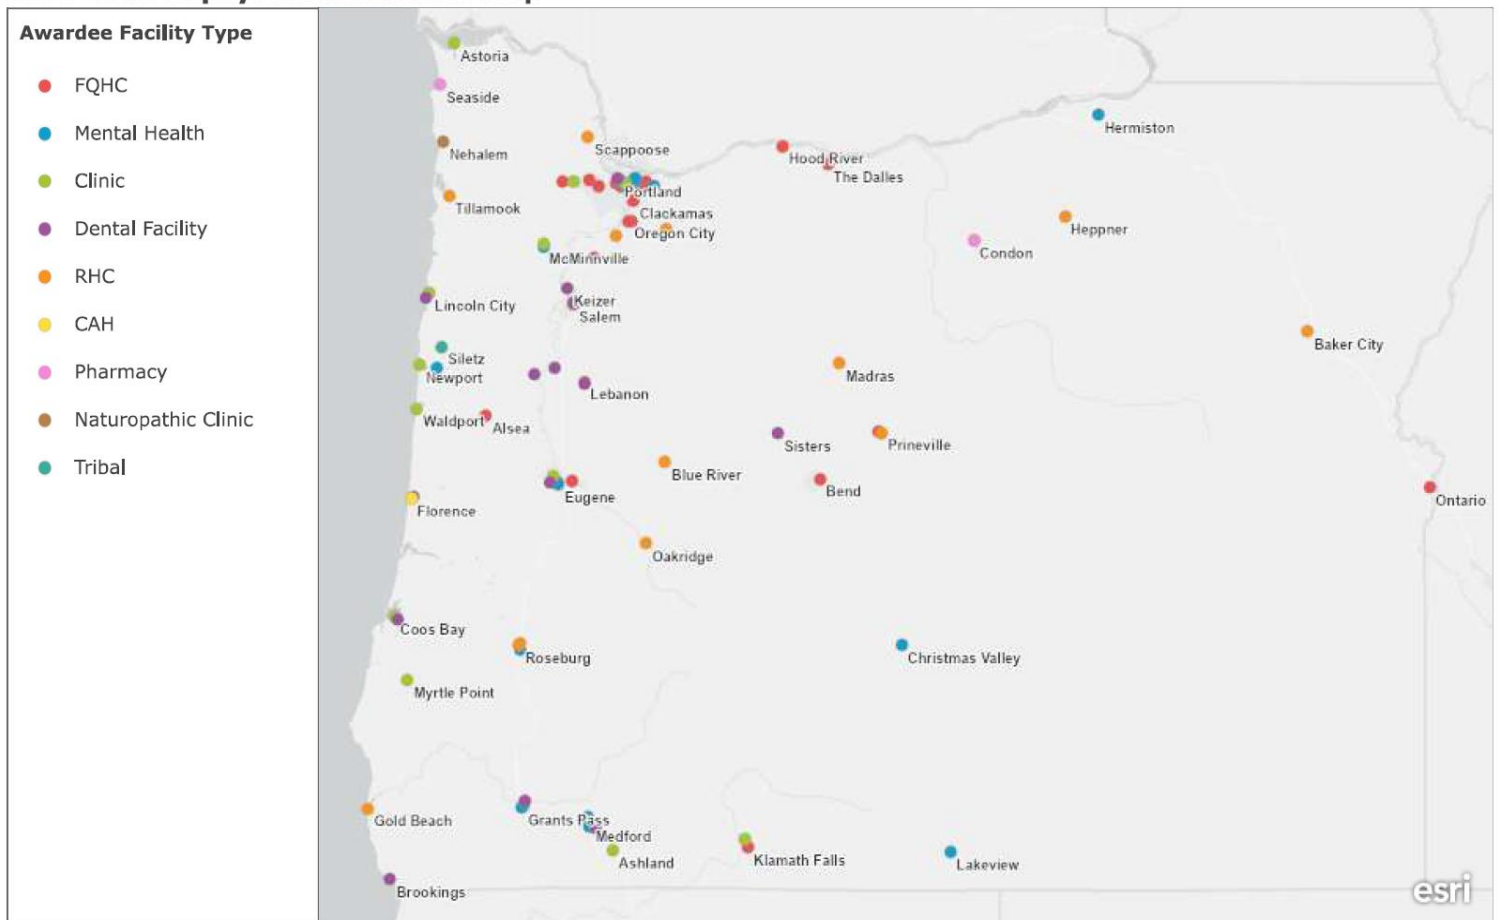 Awardee Facility Type
FQHC
Mental Health
Clinic
Dental Facility
RHC
CAH
Pharmacy
Naturopathic Clinic
Tribal
Astoria
Seaside
Nehalem
Scappoose
Hermiston
Hood River
The Dalles
Tillamook
Portland
Clackamas
Oregon City
Heppner
Condon
McMinnville
Lincoln City
Keizer
Salem
Baker City
Siletz
Newport
Madras
Lebanon
Waldport
Alsea
Sisters
Prineville
Blue River
Bend
Eugene
Ontario
Florence
Oakridge
Coos Bay
Roseburg
Christmas Valley
Myrtle Point
Gold Beach
Grants Pass
Medford
Ashland
Klamath Falls
Lakeview
Brookings
esri